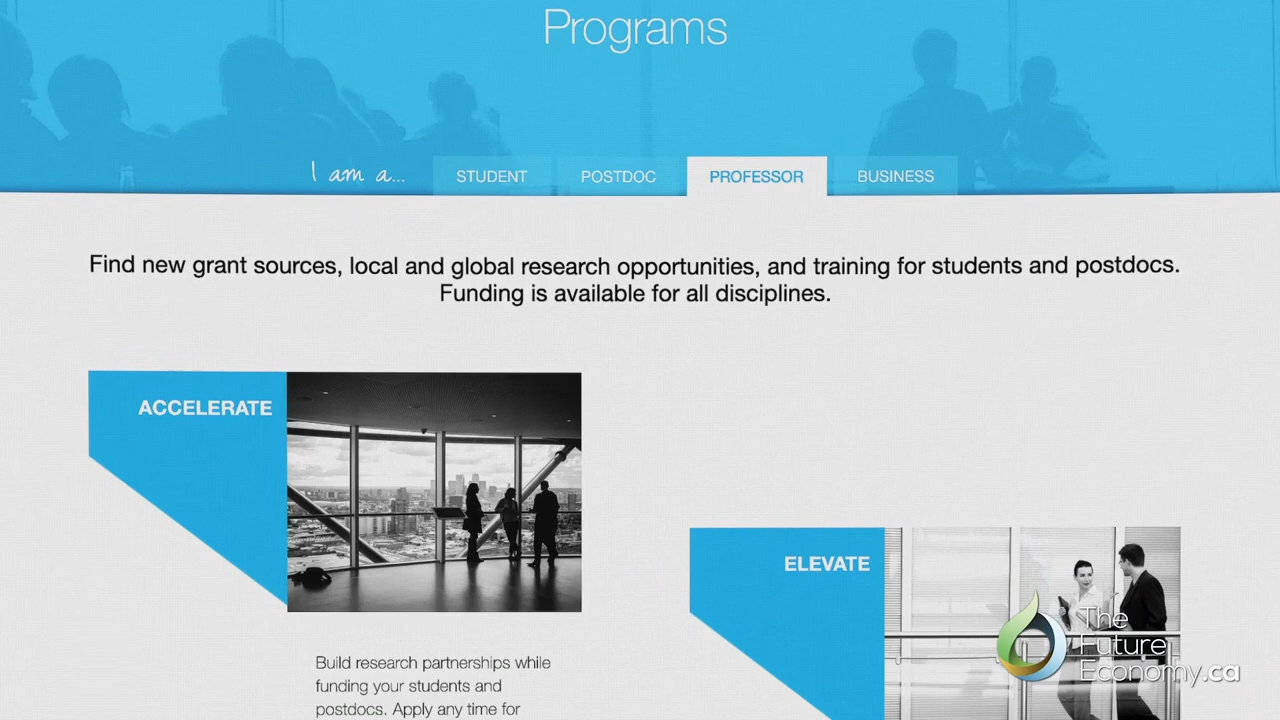 Programs
I am a...
STUDENT
POSTDOC
PROFESSOR
BUSINESS
Find new grant sources, local and global research opportunities, and training for students and postdocs.
Funding is available for all disciplines.
ACCELERATE
ELEVATE
Build research partnerships while
funding your students and
postdocs. Apply any time for
The
Future
Economy.ca